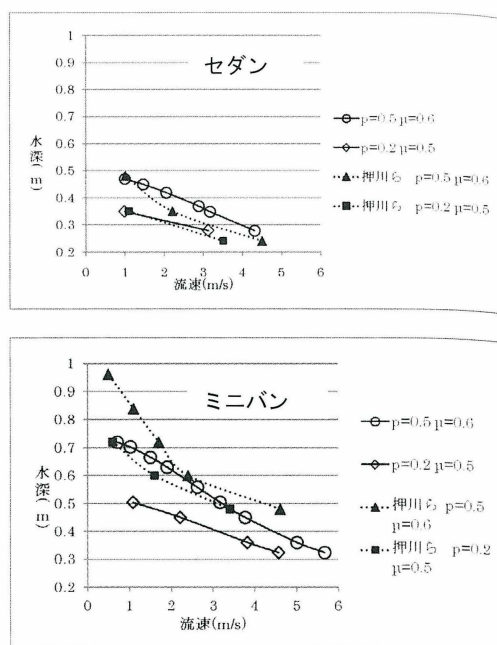 セダン
1
0.9
0.8
0.7
0.6
0.5
0.4
0.3
0.2
水深(m)
0 1 2 3 4 5 6
流速(m/s)
p=0.5 μ=0.6
p=0.2 μ=0.5
押川ら p=0.5 μ=0.6
押川ら p=0.2 μ=0.5
ミニバン
1
0.9
0.8
0.7
0.6
0.5
0.4
0.3
0.2
水深(m)
0 1 2 3 4 5 6
流速(m/s)
p=0.5 μ=0.6
p=0.2 μ=0.5
押川ら p=0.5
μ=0.6
押川ら p=0.2
μ=0.5